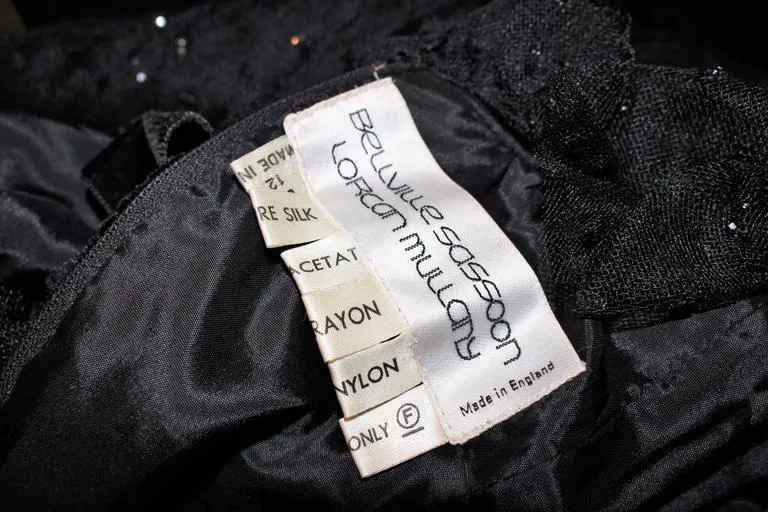 Bellville Sassoon
Lorcan Mullany
Made in England
MADE IN
12
RE SILK
ACETAT
RAYON
NYLON
ONLY F